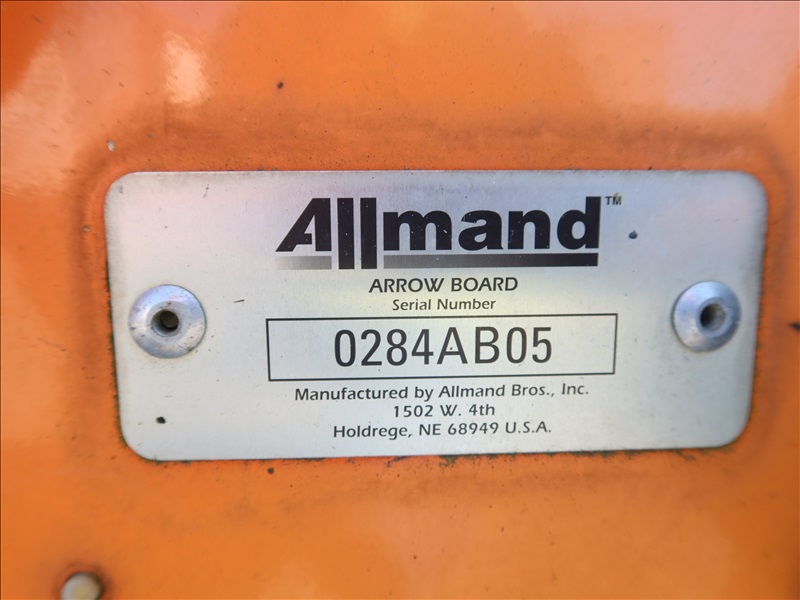 Allmand™
ARROW BOARD
Serial Number
0284AB05
Manufactured by Allmand Bros., Inc.
1502 W. 4th
Holdrege, NE 68949 U.S.A.